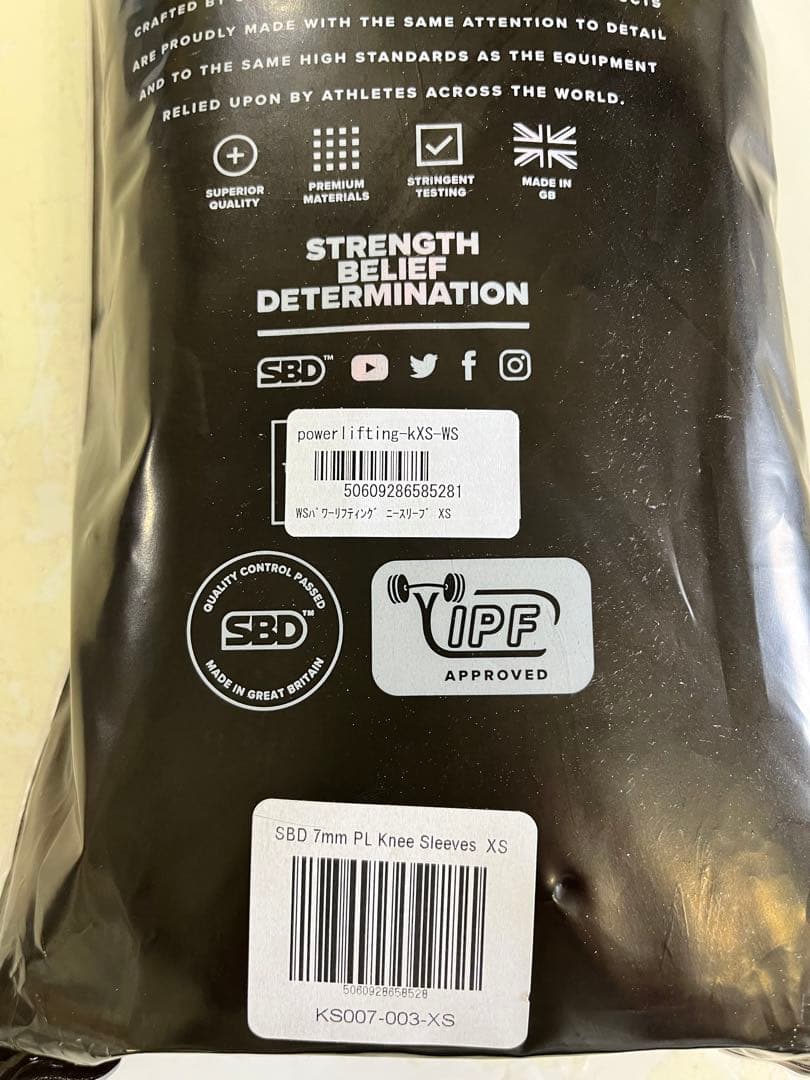 CRAFTED BY
ARE PROUDLY MADE WITH THE SAME ATTENTION TO DETAIL
AND TO THE SAME HIGH STANDARDS AS THE EQUIPMENT
RELIED UPON BY ATHLETES ACROSS THE WORLD.
SUPERIOR QUALITY
PREMIUM MATERIALS
STRINGENT TESTING
MADE IN GB
STRENGTH
BELIEF
DETERMINATION
SBD™
powerlifting-kXS-WS
50609286585281
WSパワーリフティング ニースリーブ XS
QUALITY CONTROL PASSED
SBD™
MADE IN GREAT BRITAIN
IPF
APPROVED
SBD 7mm PL Knee Sleeves XS
5060928658528
KS007-003-XS